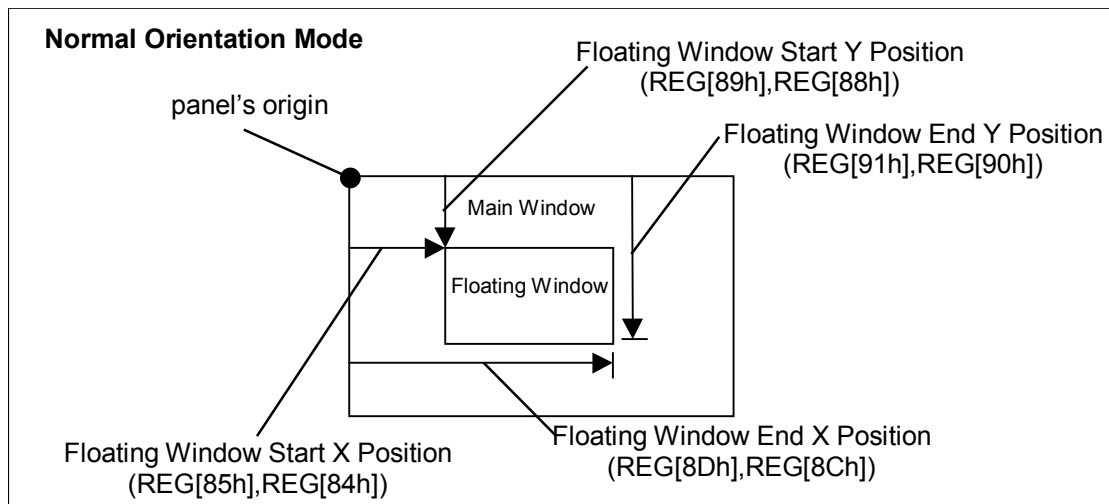 Normal Orientation Mode
Floating Window Start Y Position
(REG[89h],REG[88h])
panel's origin
Floating Window End Y Position
(REG[91h],REG[90h])
Main Window
Floating Window
Floating Window Start X Position
(REG[85h],REG[84h])
Floating Window End X Position
(REG[8Dh],REG[8Ch])